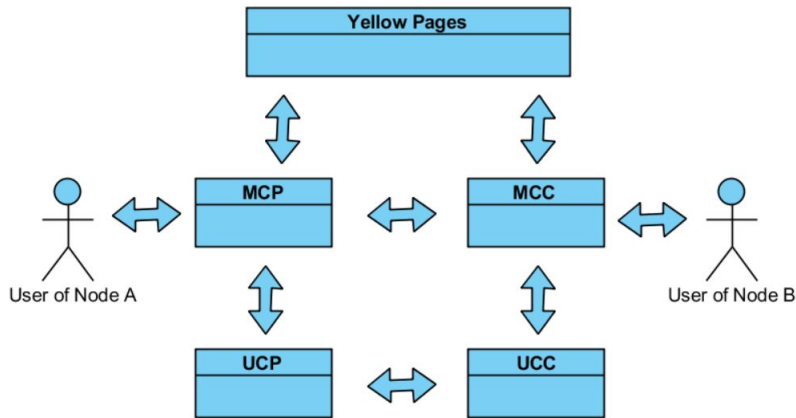 Yellow Pages
MCP
MCC
User of Node A
User of Node B
UCP
UCC